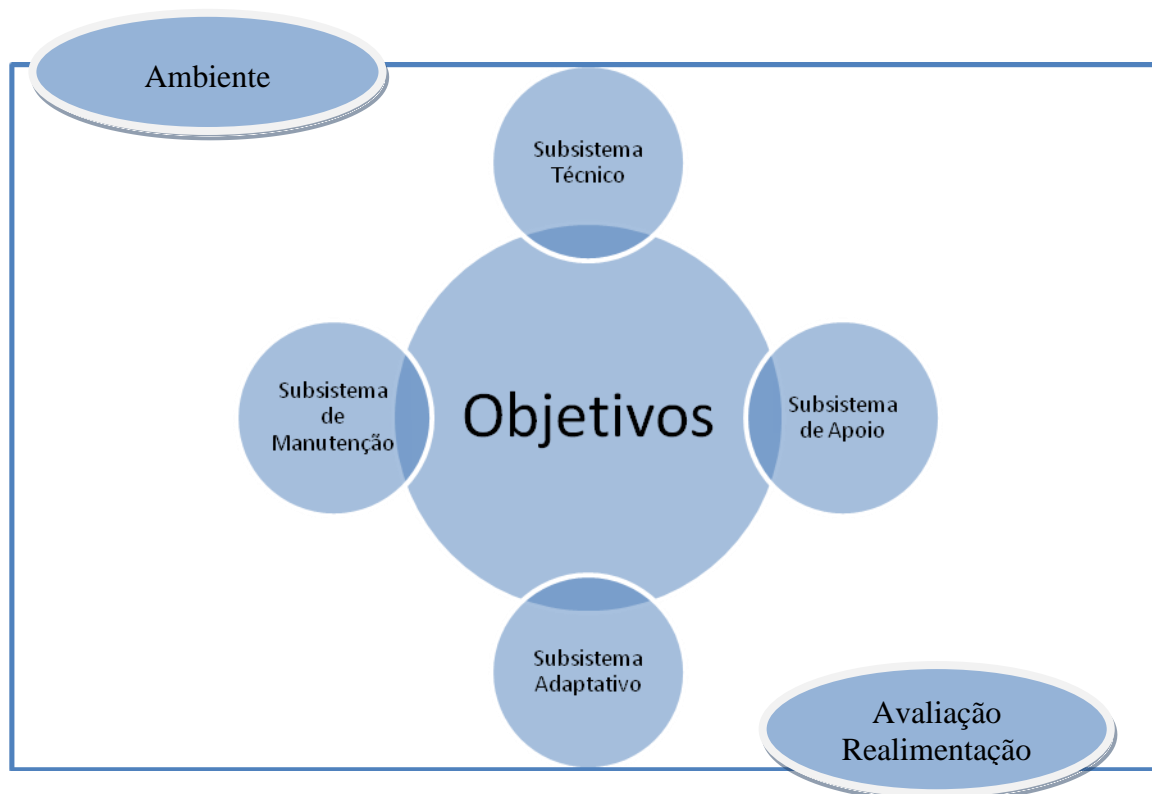 Ambiente
Subsistema
Técnico
Subsistema
de
Manutenção
Objetivos
Subsistema
de Apoio
Subsistema
Adaptativo
Avaliação
Realimentação